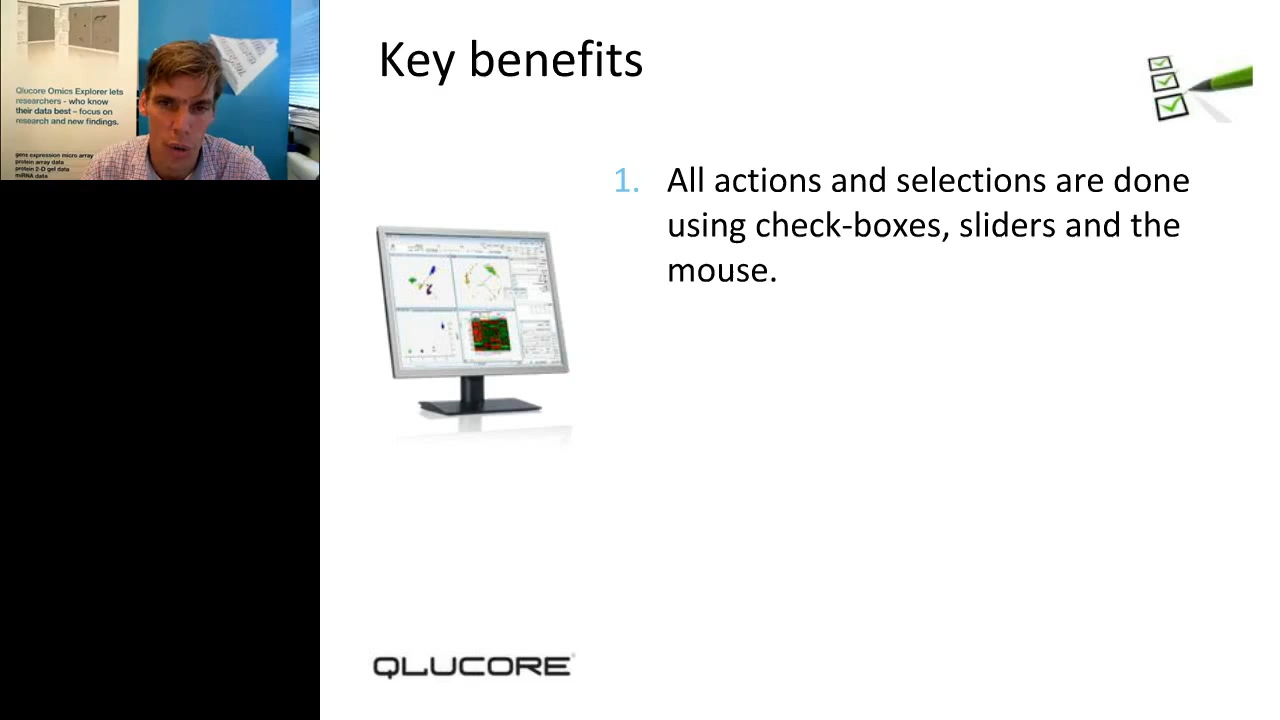 Qlucore Omics Explorer lets
researchers - who know
their data best – focus on
research and new findings.
gene expression micro array
protein array data
protein 2-D gel data
miRNA data
Key benefits
1. All actions and selections are done
using check-boxes, sliders and the
mouse.
QLUCORE